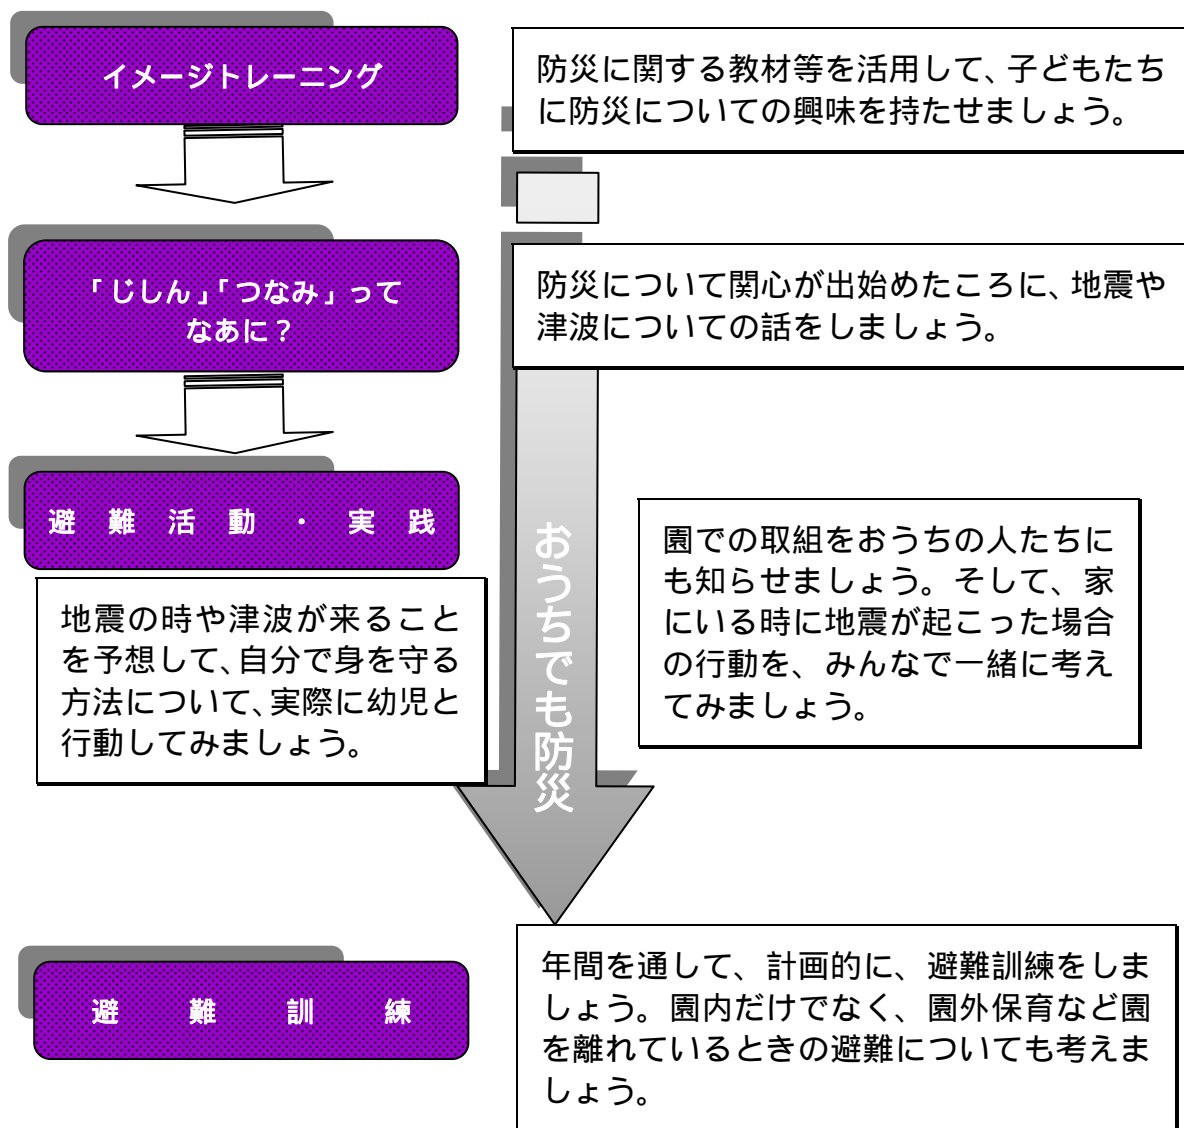 イメージトレーニング
防災に関する教材等を活用して、子どもたち
に防災についての興味を持たせましょう。
「じしん」「つなみ」って
なあに？
防災について関心が出始めたころに、地震や
津波についての話をしましょう。
避難活動・実践
地震の時や津波が来ること
を予想して、自分で身を守る
方法について、実際に幼児と
行動してみましょう。
おうちでも防災
園での取組をおうちの人たちに
も知らせましょう。そして、家
にいる時に地震が起こった場合
の行動を、みんなで一緒に考え
てみましょう。
避難訓練
年間を通して、計画的に、避難訓練をしま
しょう。園内だけでなく、園外保育など園
を離れているときの避難についても考えま
しょう。